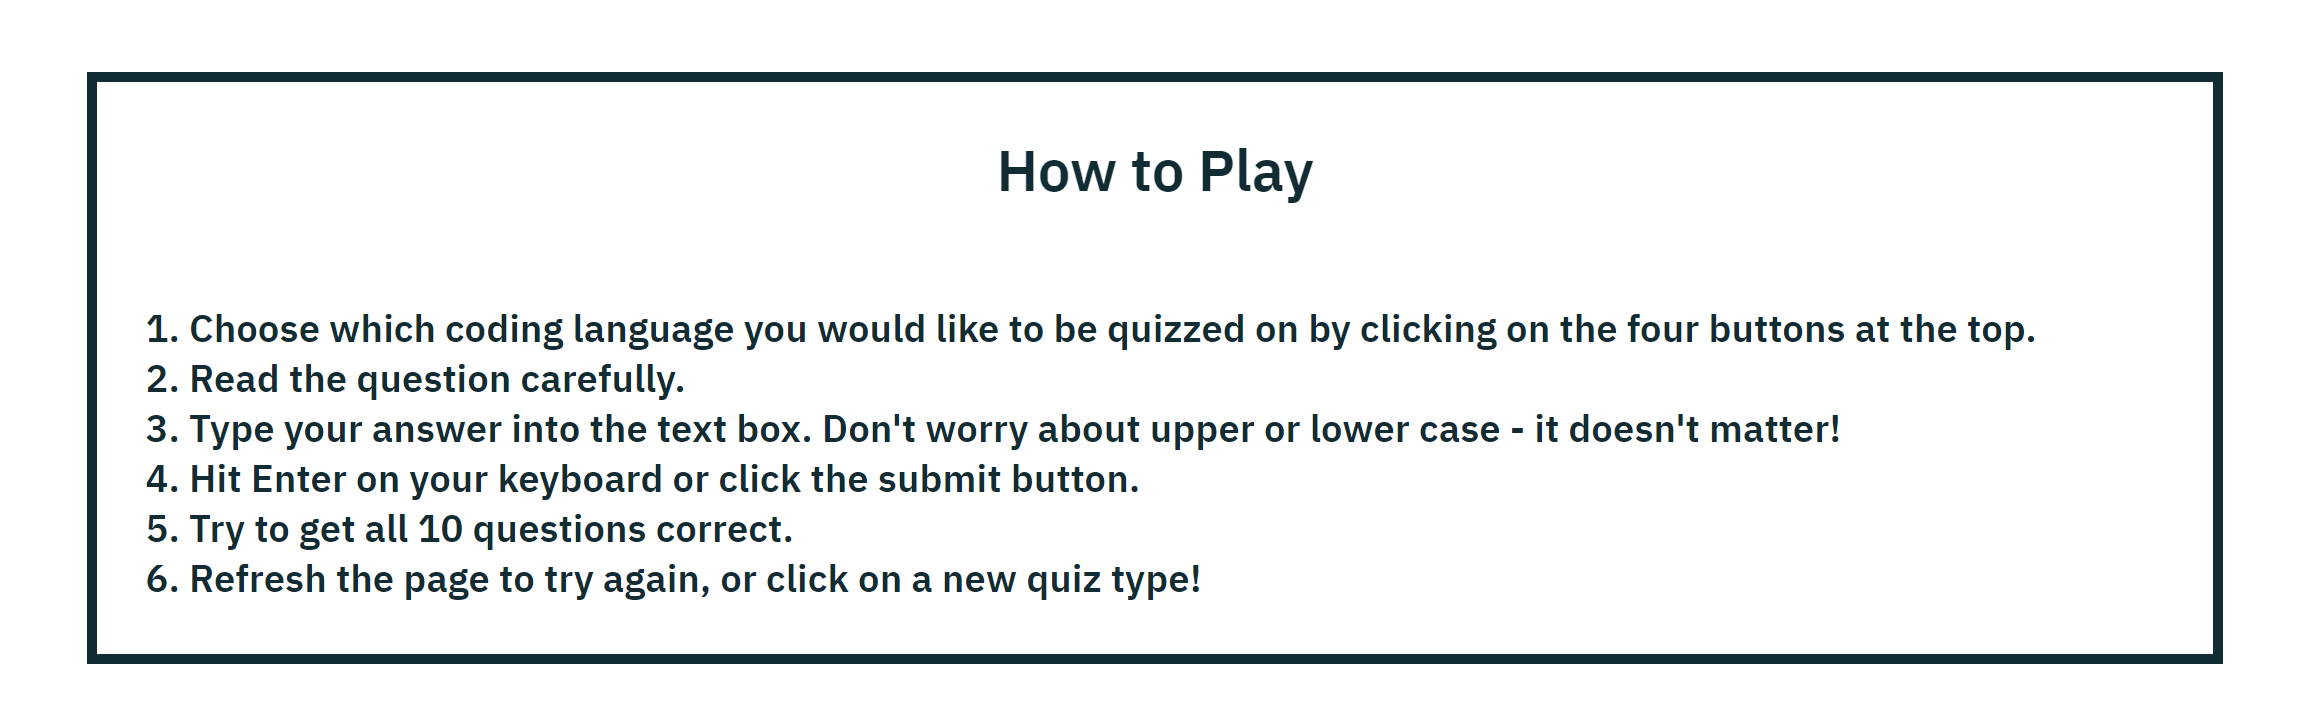 How to Play
1. Choose which coding language you would like to be quizzed on by clicking on the four buttons at the top.
2. Read the question carefully.
3. Type your answer into the text box. Don't worry about upper or lower case - it doesn't matter!
4. Hit Enter on your keyboard or click the submit button.
5. Try to get all 10 questions correct.
6. Refresh the page to try again, or click on a new quiz type!